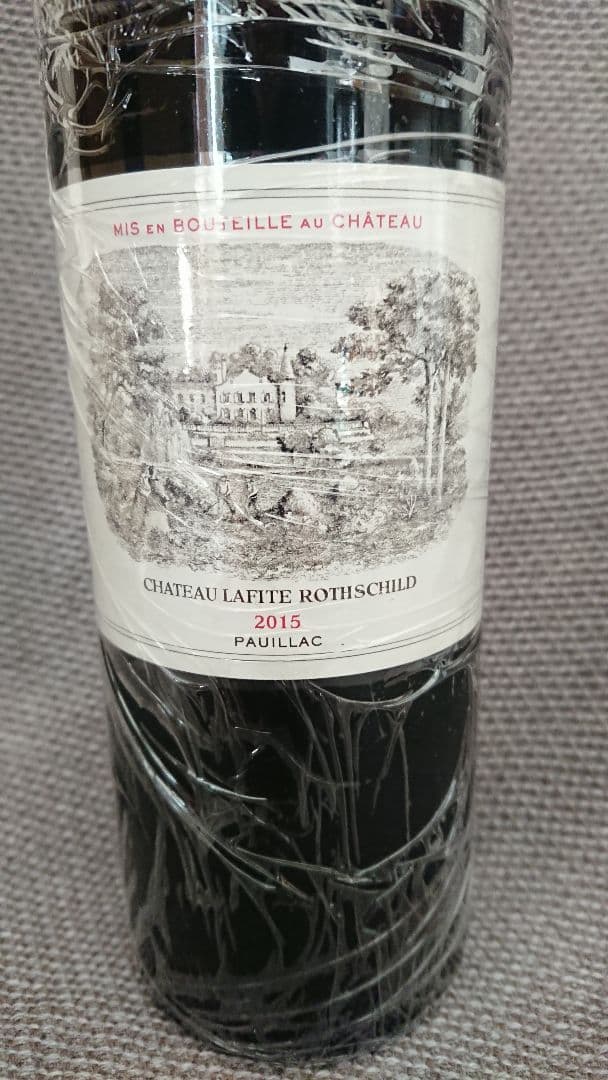 MIS EN BOUTEILLE AU CHÂTEAU
CHATEAU LAFITE ROTHSCHILD
2015
PAUILLAC